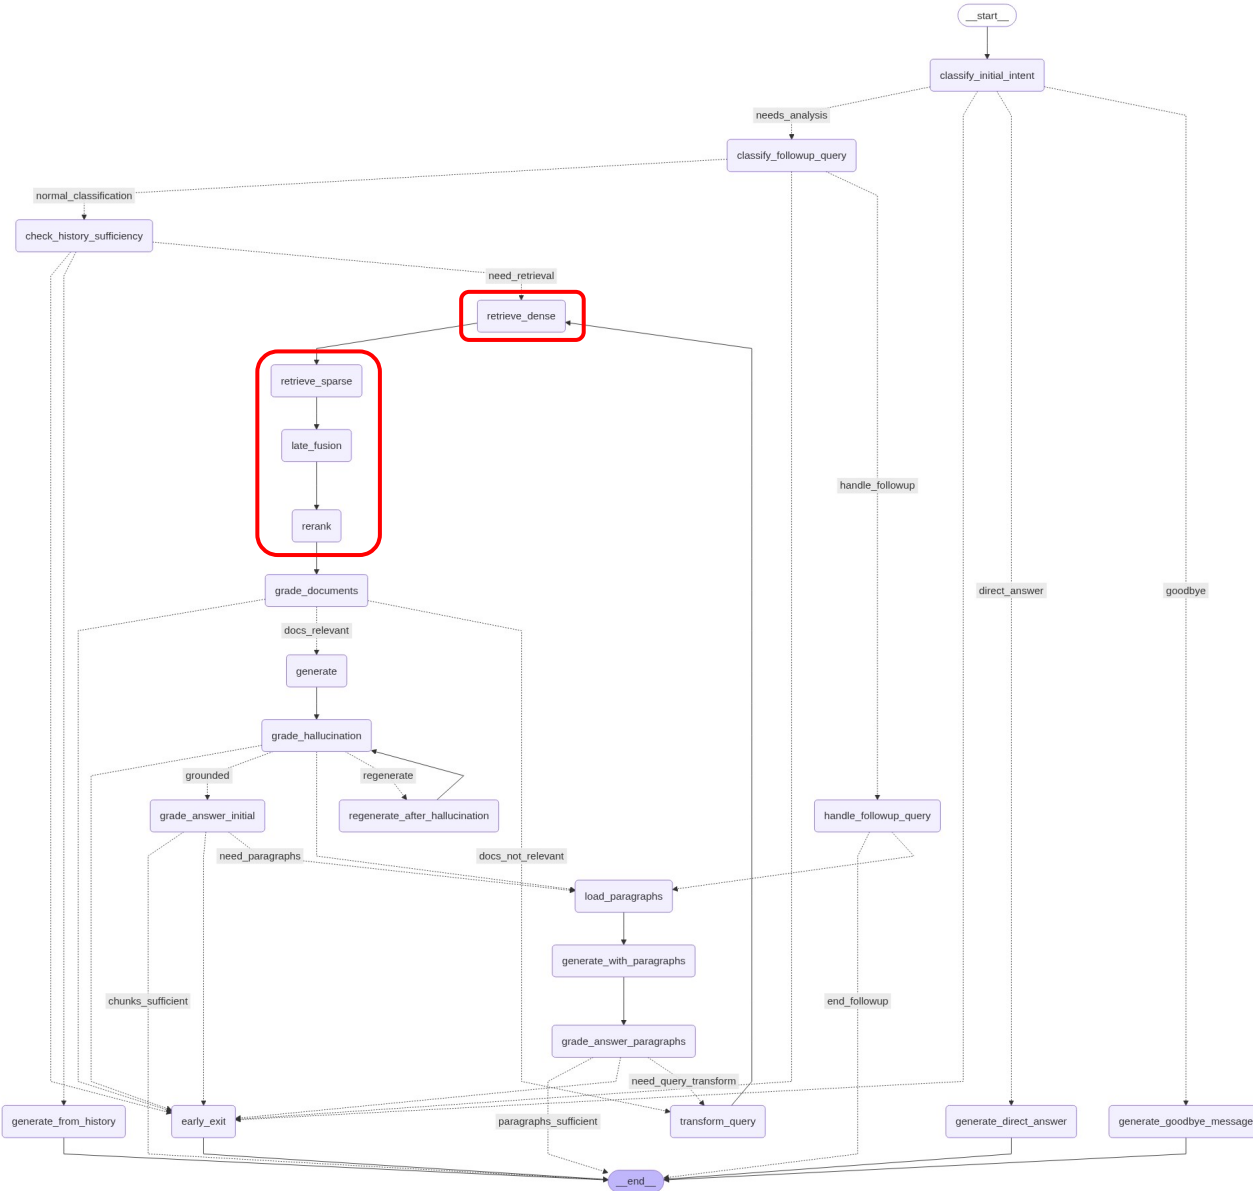 __start__
classify_initial_intent
needs_analysis
classify_followup_query
normal_classification
check_history_sufficiency
need_retrieval
retrieve_dense
retrieve_sparse
late_fusion
handle_followup
rerank
grade_documents
direct_answer
goodbye
docs_relevant
generate
grade_hallucination
grounded
regenerate
grade_answer_initial
regenerate_after_hallucination
handle_followup_query
need_paragraphs
docs_not_relevant
load_paragraphs
generate_with_paragraphs
chunks_sufficient
end_followup
grade_answer_paragraphs
need_query_transform
generate_from_history
early_exit
paragraphs_sufficient
transform_query
generate_direct_answer
generate_goodbye_message
__end__